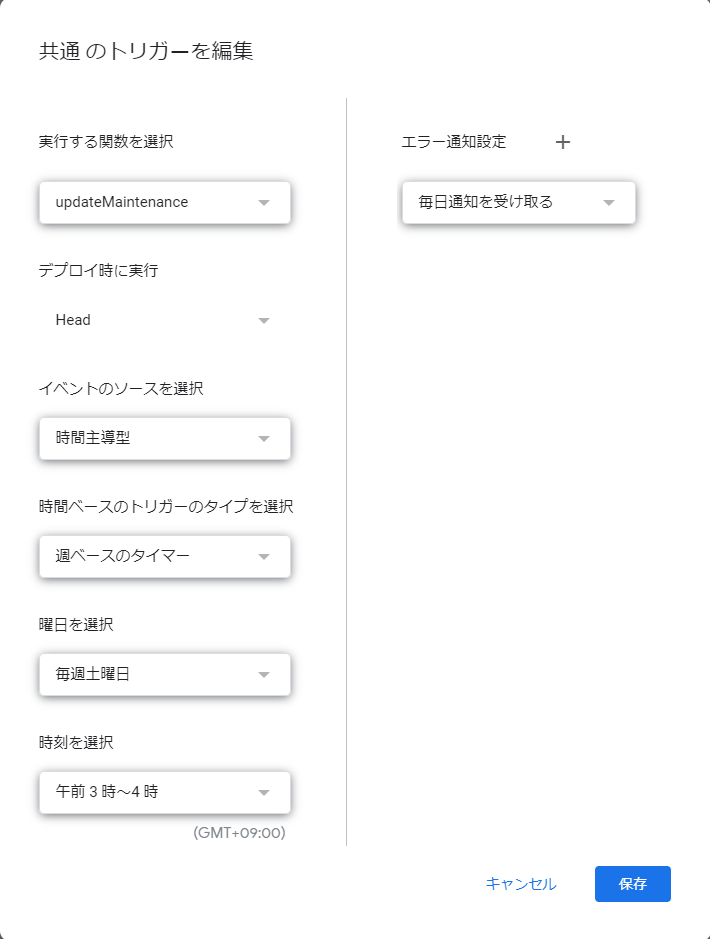 共通 のトリガーを編集
実行する関数を選択
updateMaintenance
デプロイ時に実行
Head
イベントのソースを選択
時間主導型
時間ベースのトリガーのタイプを選択
週ベースのタイマー
曜日を選択
毎週土曜日
時刻を選択
午前 3 時～4 時
(GMT+09:00)
エラー通知設定
毎日通知を受け取る
キャンセル
保存